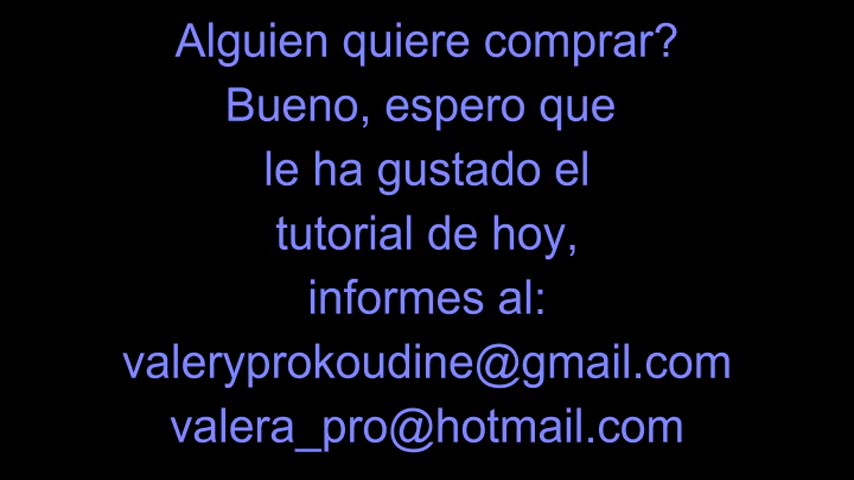 Alguien quiere comprar?
Bueno, espero que
le ha gustado el
tutorial de hoy,
informes al:
valeryprokoudine@gmail.com
valera_pro@hotmail.com